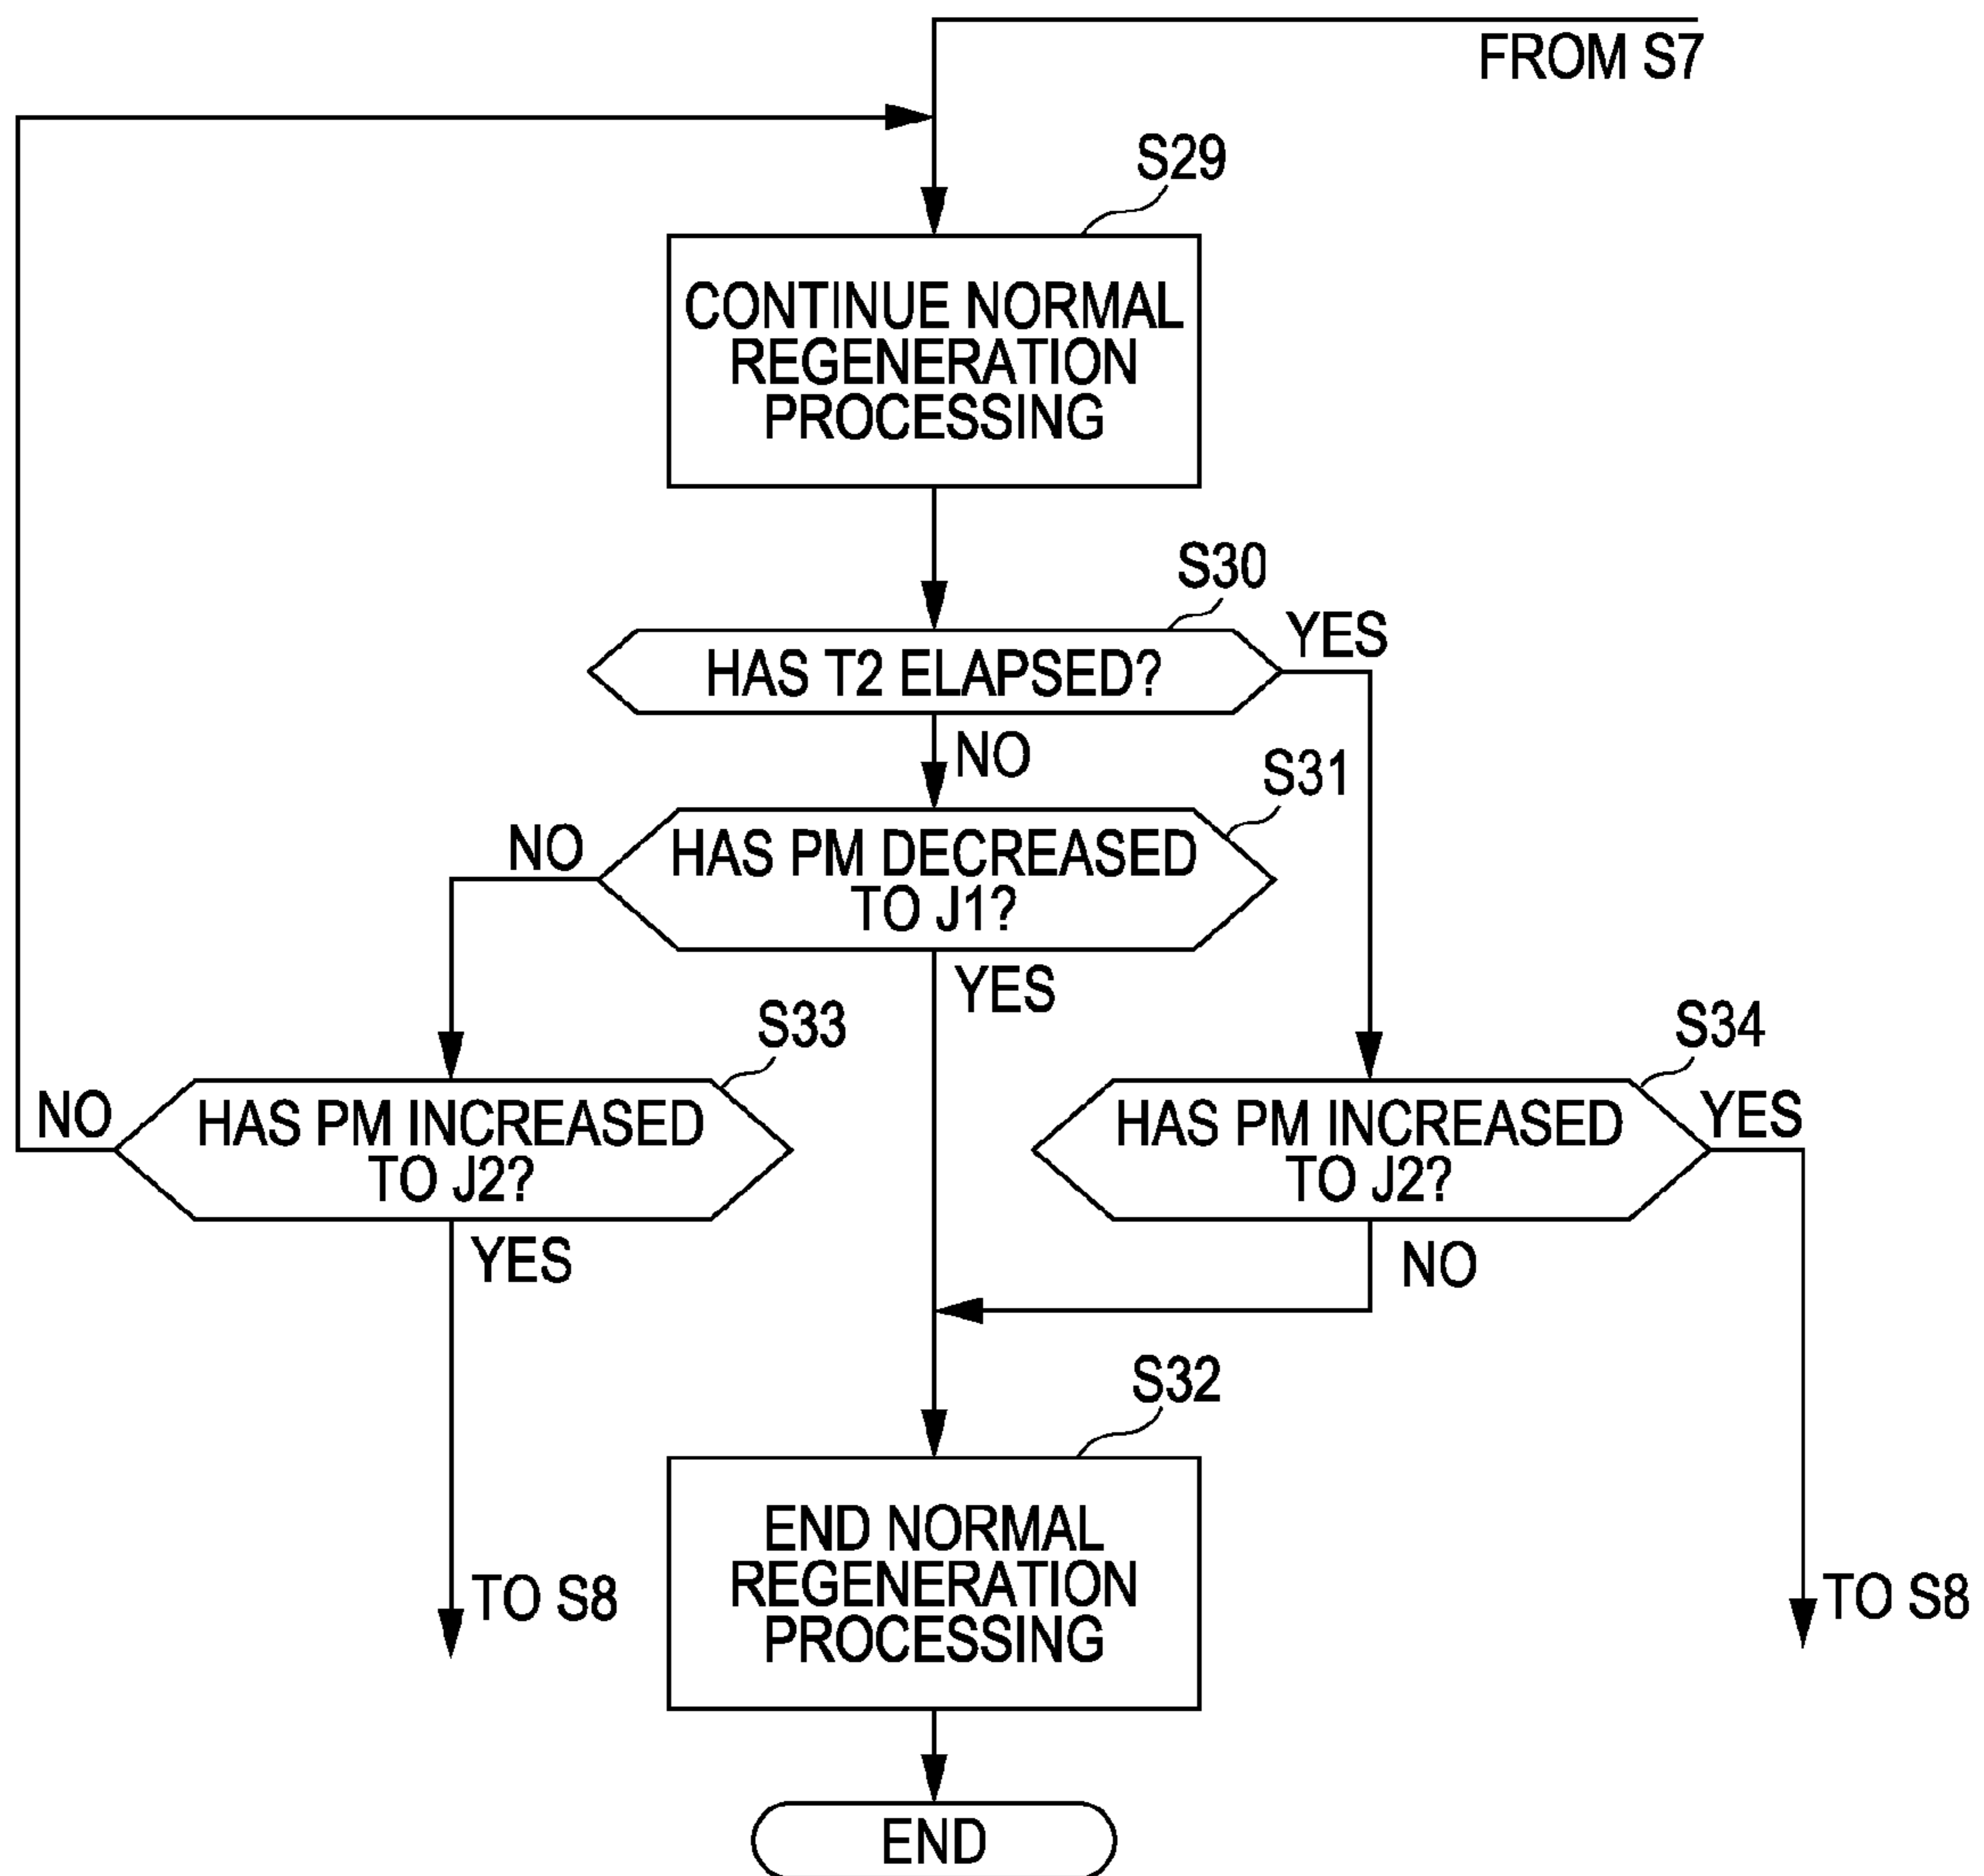 FROM S7
S29
CONTINUE NORMAL
REGENERATION
PROCESSING
S30
YES
HAS T2 ELAPSED?
NO
S31
NO
HAS PM DECREASED
TO J1?
YES
S33
S34
NO
HAS PM INCREASED
TO J2?
HAS PM INCREASED
TO J2?
YES
YES
NO
S32
END NORMAL
REGENERATION
PROCESSING
TO S8
TO S8
END